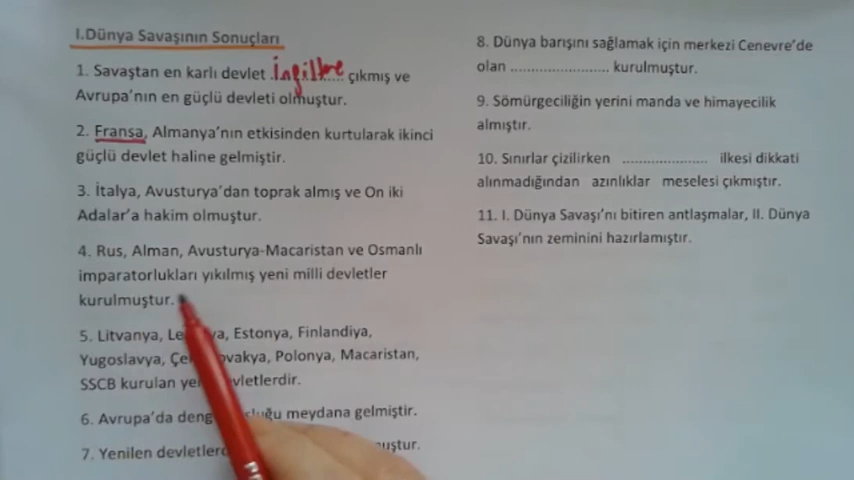 I.Dünya Savaşının Sonuçları
1. Savaştan en karlı devlet .İngiltere.... çıkmış ve
Avrupa'nın en güçlü devleti olmuştur.
2. Fransa, Almanya'nın etkisinden kurtularak ikinci
güçlü devlet haline gelmiştir.
3. İtalya, Avusturya'dan toprak almış ve On iki
Adalar'a hakim olmuştur.
4. Rus, Alman, Avusturya-Macaristan ve Osmanlı
imparatorlukları yıkılmış yeni milli devletler
kurulmuştur.
5. Litvanya, Estonya, Finlandiya,
Yugoslavya, Polonya, Macaristan,
SSCB kurulan
6. Avrupa'da meydana gelmiştir.
7. Yenilen
8. Dünya barışını sağlamak için merkezi Cenevre'de
olan ........................ kurulmuştur.
9. Sömürgeciliğin yerini manda ve himayecilik
almıştır.
10. Sınırlar çizilirken ..................... ilkesi dikkati
alınmadığından azınlıklar meselesi çıkmıştır.
11. I. Dünya Savaşı'nı bitiren antlaşmalar, II. Dünya
Savaşı'nın zeminini hazırlamıştır.